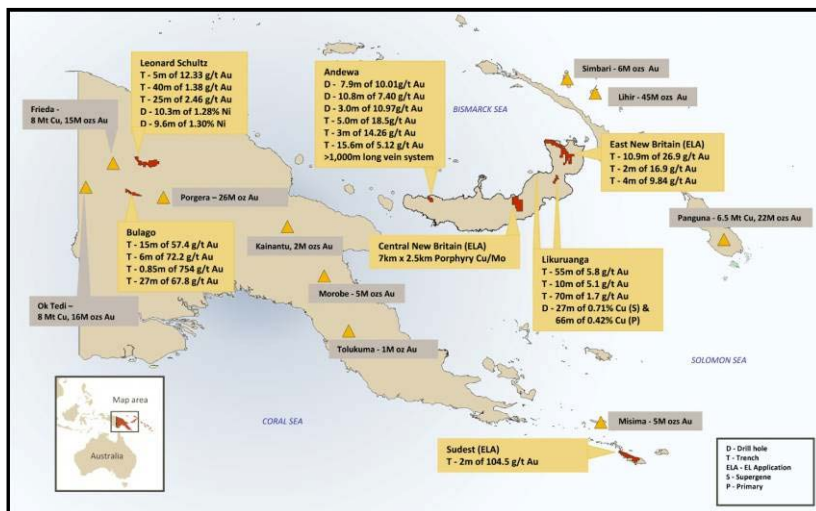 Leonard Schultz
T - 5m of 12.33 g/t Au
T - 40m of 1.38 g/t Au
T - 25m of 2.46 g/t Au
D - 10.3m of 1.28% Ni
D - 9.6m of 1.30% Ni
Frieda -
8 Mt Cu, 15M ozs Au
Porgera – 26M oz Au
Bulago
T - 15m of 57.4 g/t Au
T - 6m of 72.2 g/t Au
T - 0.85m of 754 g/t Au
T - 27m of 67.8 g/t Au
Ok Tedi –
8 Mt Cu, 16M ozs Au
Kainantu, 2M ozs Au
Morobe - 5M ozs Au
Tolukuma - 1M oz Au
Andewa
D - 7.9m of 10.01g/t Au
D - 10.8m of 7.40 g/t Au
D - 3.0m of 10.97g/t Au
T - 5.0m of 18.5g/t Au
T - 3m of 14.26 g/t Au
T - 15.6m of 5.12 g/t Au
>1,000m long vein system
BISMARCK SEA
Simbari - 6M ozs Au
Lihir - 45M ozs Au
East New Britain (ELA)
T - 10.9m of 26.9 g/t Au
T - 2m of 16.9 g/t Au
T - 4m of 9.84 g/t Au
Panguna - 6.5 Mt Cu, 22M ozs Au
Central New Britain (ELA)
7km x 2.5km Porphyry Cu/Mo
Likuruanga
T - 55m of 5.8 g/t Au
T - 10m of 5.1 g/t Au
T - 70m of 1.7 g/t Au
D - 27m of 0.71% Cu (S) &
66m of 0.42% Cu (P)
SOLOMON SEA
CORAL SEA
Misima - 5M ozs Au
Sudest (ELA)
T - 2m of 104.5 g/t Au
Map area
Australia
D - Drill hole
T - Trench
ELA - EL Application
S - Supergene
P - Primary